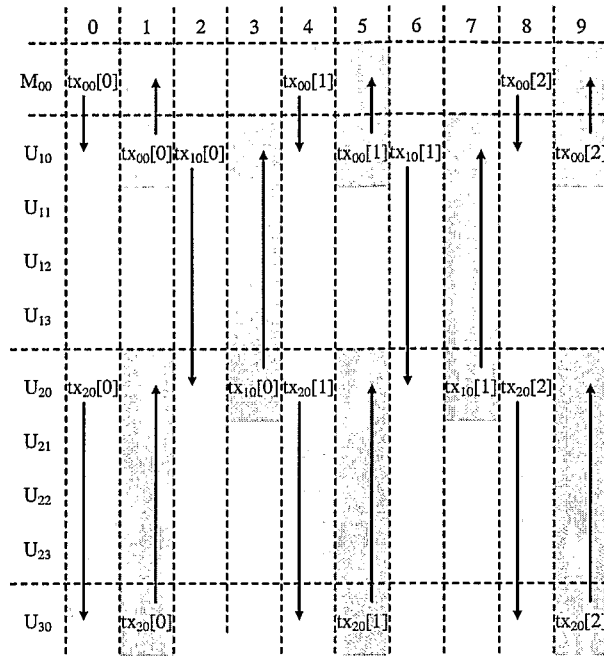 0 1 2 3 4 5 6 7 8 9
M₀₀ tx₀₀[0] tx₀₀[1] tx₀₀[2]
U₁₀ tx₀₀[0] tx₁₀[0] tx₀₀[1] tx₁₀[1] tx₀₀[2]
U₁₁
U₁₂
U₁₃
U₂₀ tx₂₀[0] tx₁₀[0] tx₂₀[1] tx₁₀[1] tx₂₀[2]
U₂₁
U₂₂
U₂₃
U₃₀ tx₂₀[0] tx₂₀[1] tx₂₀[2]